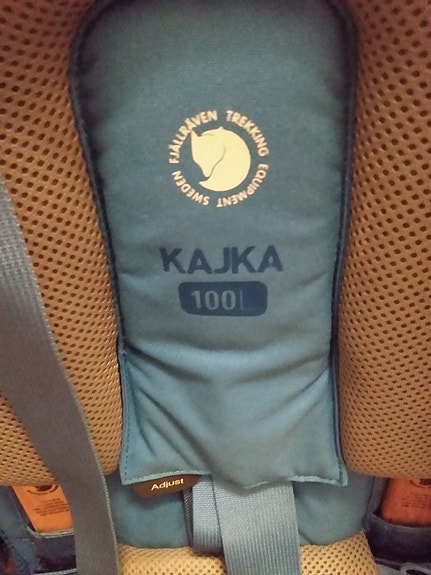 FJÄLLRÄVEN TREKKING EQUIPMENT SWEDEN
KAJKA
100L
Adjust